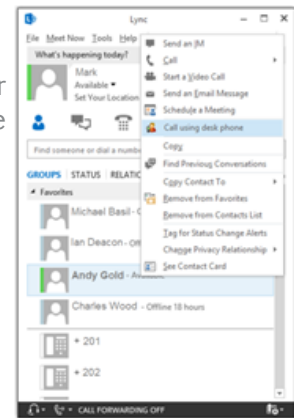 Lync
File Meet Now Tools Help
What's happening today?
Mark
Available
Set Your Location
Find someone or dial a number
GROUPS STATUS RELATIO
Favorites
Michael Basil - O
Ian Deacon - Off
Andy Gold - Ava
Charles Wood - Offline 18 hours
+ 201
+ 202
CALL FORWARDING OFF
Send an IM
Call
Start a Video Call
Send an Email Message
Schedule a Meeting
Call using desk phone
Copy
Find Previous Conversations
Copy Contact To
Remove from Favorites
Remove from Contacts List
Tag for Status Change Alerts
Change Privacy Relationship
See Contact Card